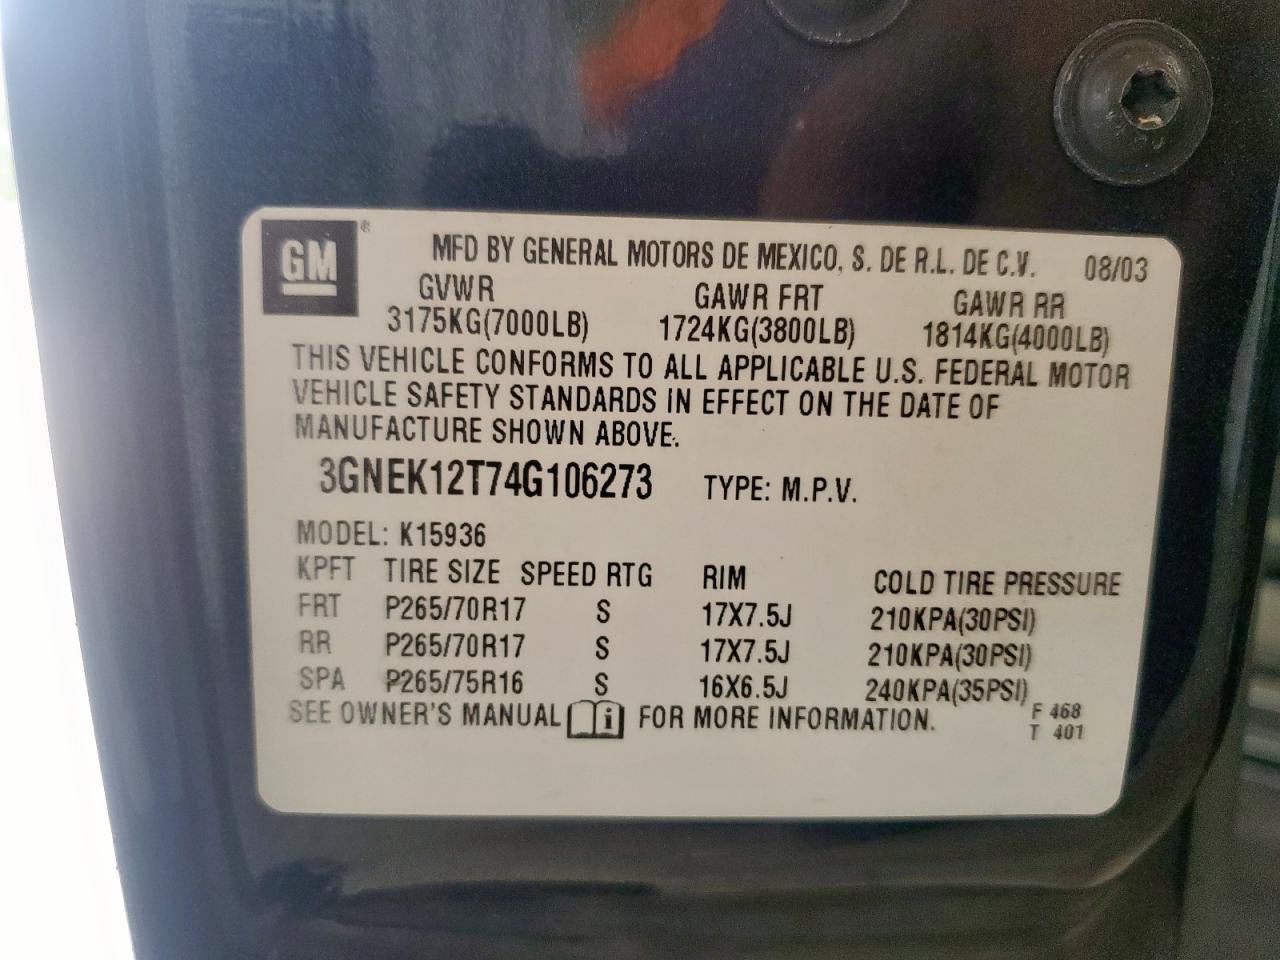 GM® MFD BY GENERAL MOTORS DE MEXICO, S. DE R.L. DE C.V. 08/03
GVWR GAWR FRT GAWR RR
3175KG(7000LB) 1724KG(3800LB) 1814KG(4000LB)
THIS VEHICLE CONFORMS TO ALL APPLICABLE U.S. FEDERAL MOTOR
VEHICLE SAFETY STANDARDS IN EFFECT ON THE DATE OF
MANUFACTURE SHOWN ABOVE.
3GNEK12T74G106273 TYPE: M.P.V.
MODEL: K15936
KPFT TIRE SIZE SPEED RTG RIM COLD TIRE PRESSURE
FRT P265/70R17 S 17X7.5J 210KPA(30PSI)
RR P265/70R17 S 17X7.5J 210KPA(30PSI)
SPA P265/75R16 S 16X6.5J 240KPA(35PSI)
SEE OWNER'S MANUAL i FOR MORE INFORMATION. F 468
T 401